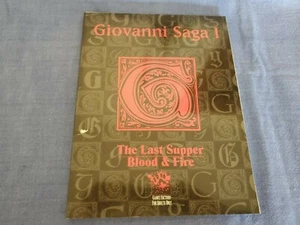 Giovanni Saga I
G
The Last Supper
Blood & Fire